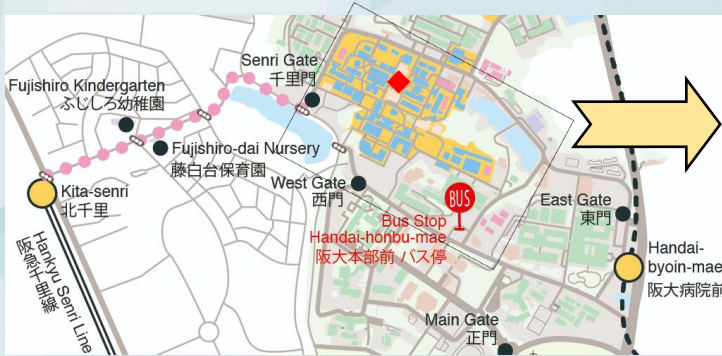 Senri Gate
千里門
Fujishiro Kindergarten
ふじしろ幼稚園
Fujishiro-dai Nursery
藤白台保育園
Kita-senri
北千里
West Gate
西門
BUS
Bus Stop
Handai-honbu-mae
阪大本部前 バス停
East Gate
東門
Handai-
byoin-mae
阪大病院前
Hankyu Senri Line
阪急千里線
Main Gate
正門